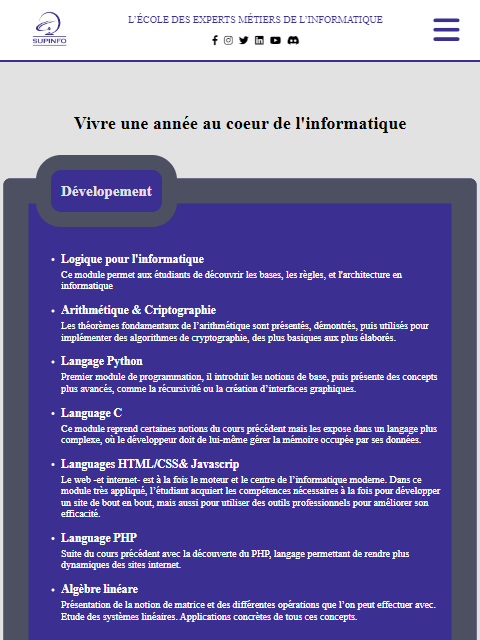 L'ÉCOLE DES EXPERTS MÉTIERS DE L'INFORMATIQUE
SUPINFO
Vivre une année au coeur de l'informatique
Dévelopement
• Logique pour l'informatique
Ce module permet aux étudiants de découvrir les bases, les règles, et l'architecture en
informatique
• Arithmétique & Criptographie
Les théorèmes fondamentaux de l’arithmétique sont présentés, démontrés, puis utilisés pour
implémenter des algorithmes de cryptographie, des plus basiques aux plus élaborés.
• Langage Python
Premier module de programmation, il introduit les notions de base, puis présente des concepts
plus avancés, comme la récursivité ou la création d’interfaces graphiques.
• Language C
Ce module reprend certaines notions du cours précédent mais les expose dans un langage plus
complexe, où le développeur doit de lui-même gérer la mémoire occupée par ses données.
• Languages HTML/CSS& Javascrip
Le web -et internet- est à la fois le moteur et le centre de l’informatique moderne. Dans ce
module très appliqué, l’étudiant acquiert les compétences nécessaires à la fois pour développer
un site de bout en bout, mais aussi pour utiliser des outils professionnels pour améliorer son
efficacité.
• Language PHP
Suite du cours précédent avec la découverte du PHP, langage permettant de rendre plus
dynamiques des sites internet.
• Algèbre linéare
Présentation de la notion de matrice et des différentes opérations que l’on peut effectuer avec.
Etude des systèmes linéaires. Applications concrètes de tous ces concepts.